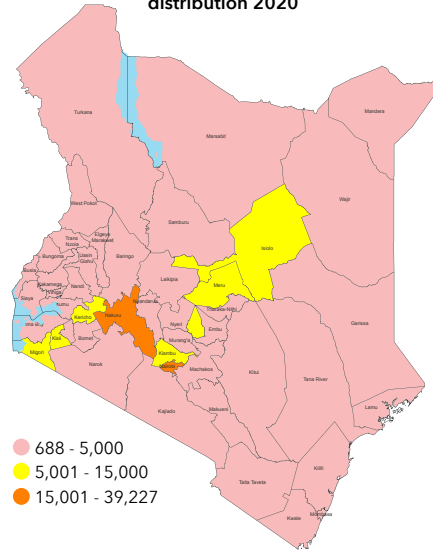 distribution 2020
Mandera
Turkana
Marsabit
Wajir
West Pokot
Samburu
Elgeyo
Marakwet
Trans
Nzoia
Isiolo
Bungoma
Uasin
Gishu
Baringo
Busia
Kakamega
Nandi
Laikipia
Meru
Siaya
Nyandarua
Tharaka-Nithi
Kericho
Nakuru
Nyeri
Embu
Garissa
Migori
Kisii
Bomet
Murang'a
Kiambu
Nairobi
Narok
Machakos
Kitui
Tana River
Kajiado
Makueni
Lamu
688 - 5,000
5,001 - 15,000
15,001 - 39,227
Kilifi
Taita Taveta
Mombasa
Kwale